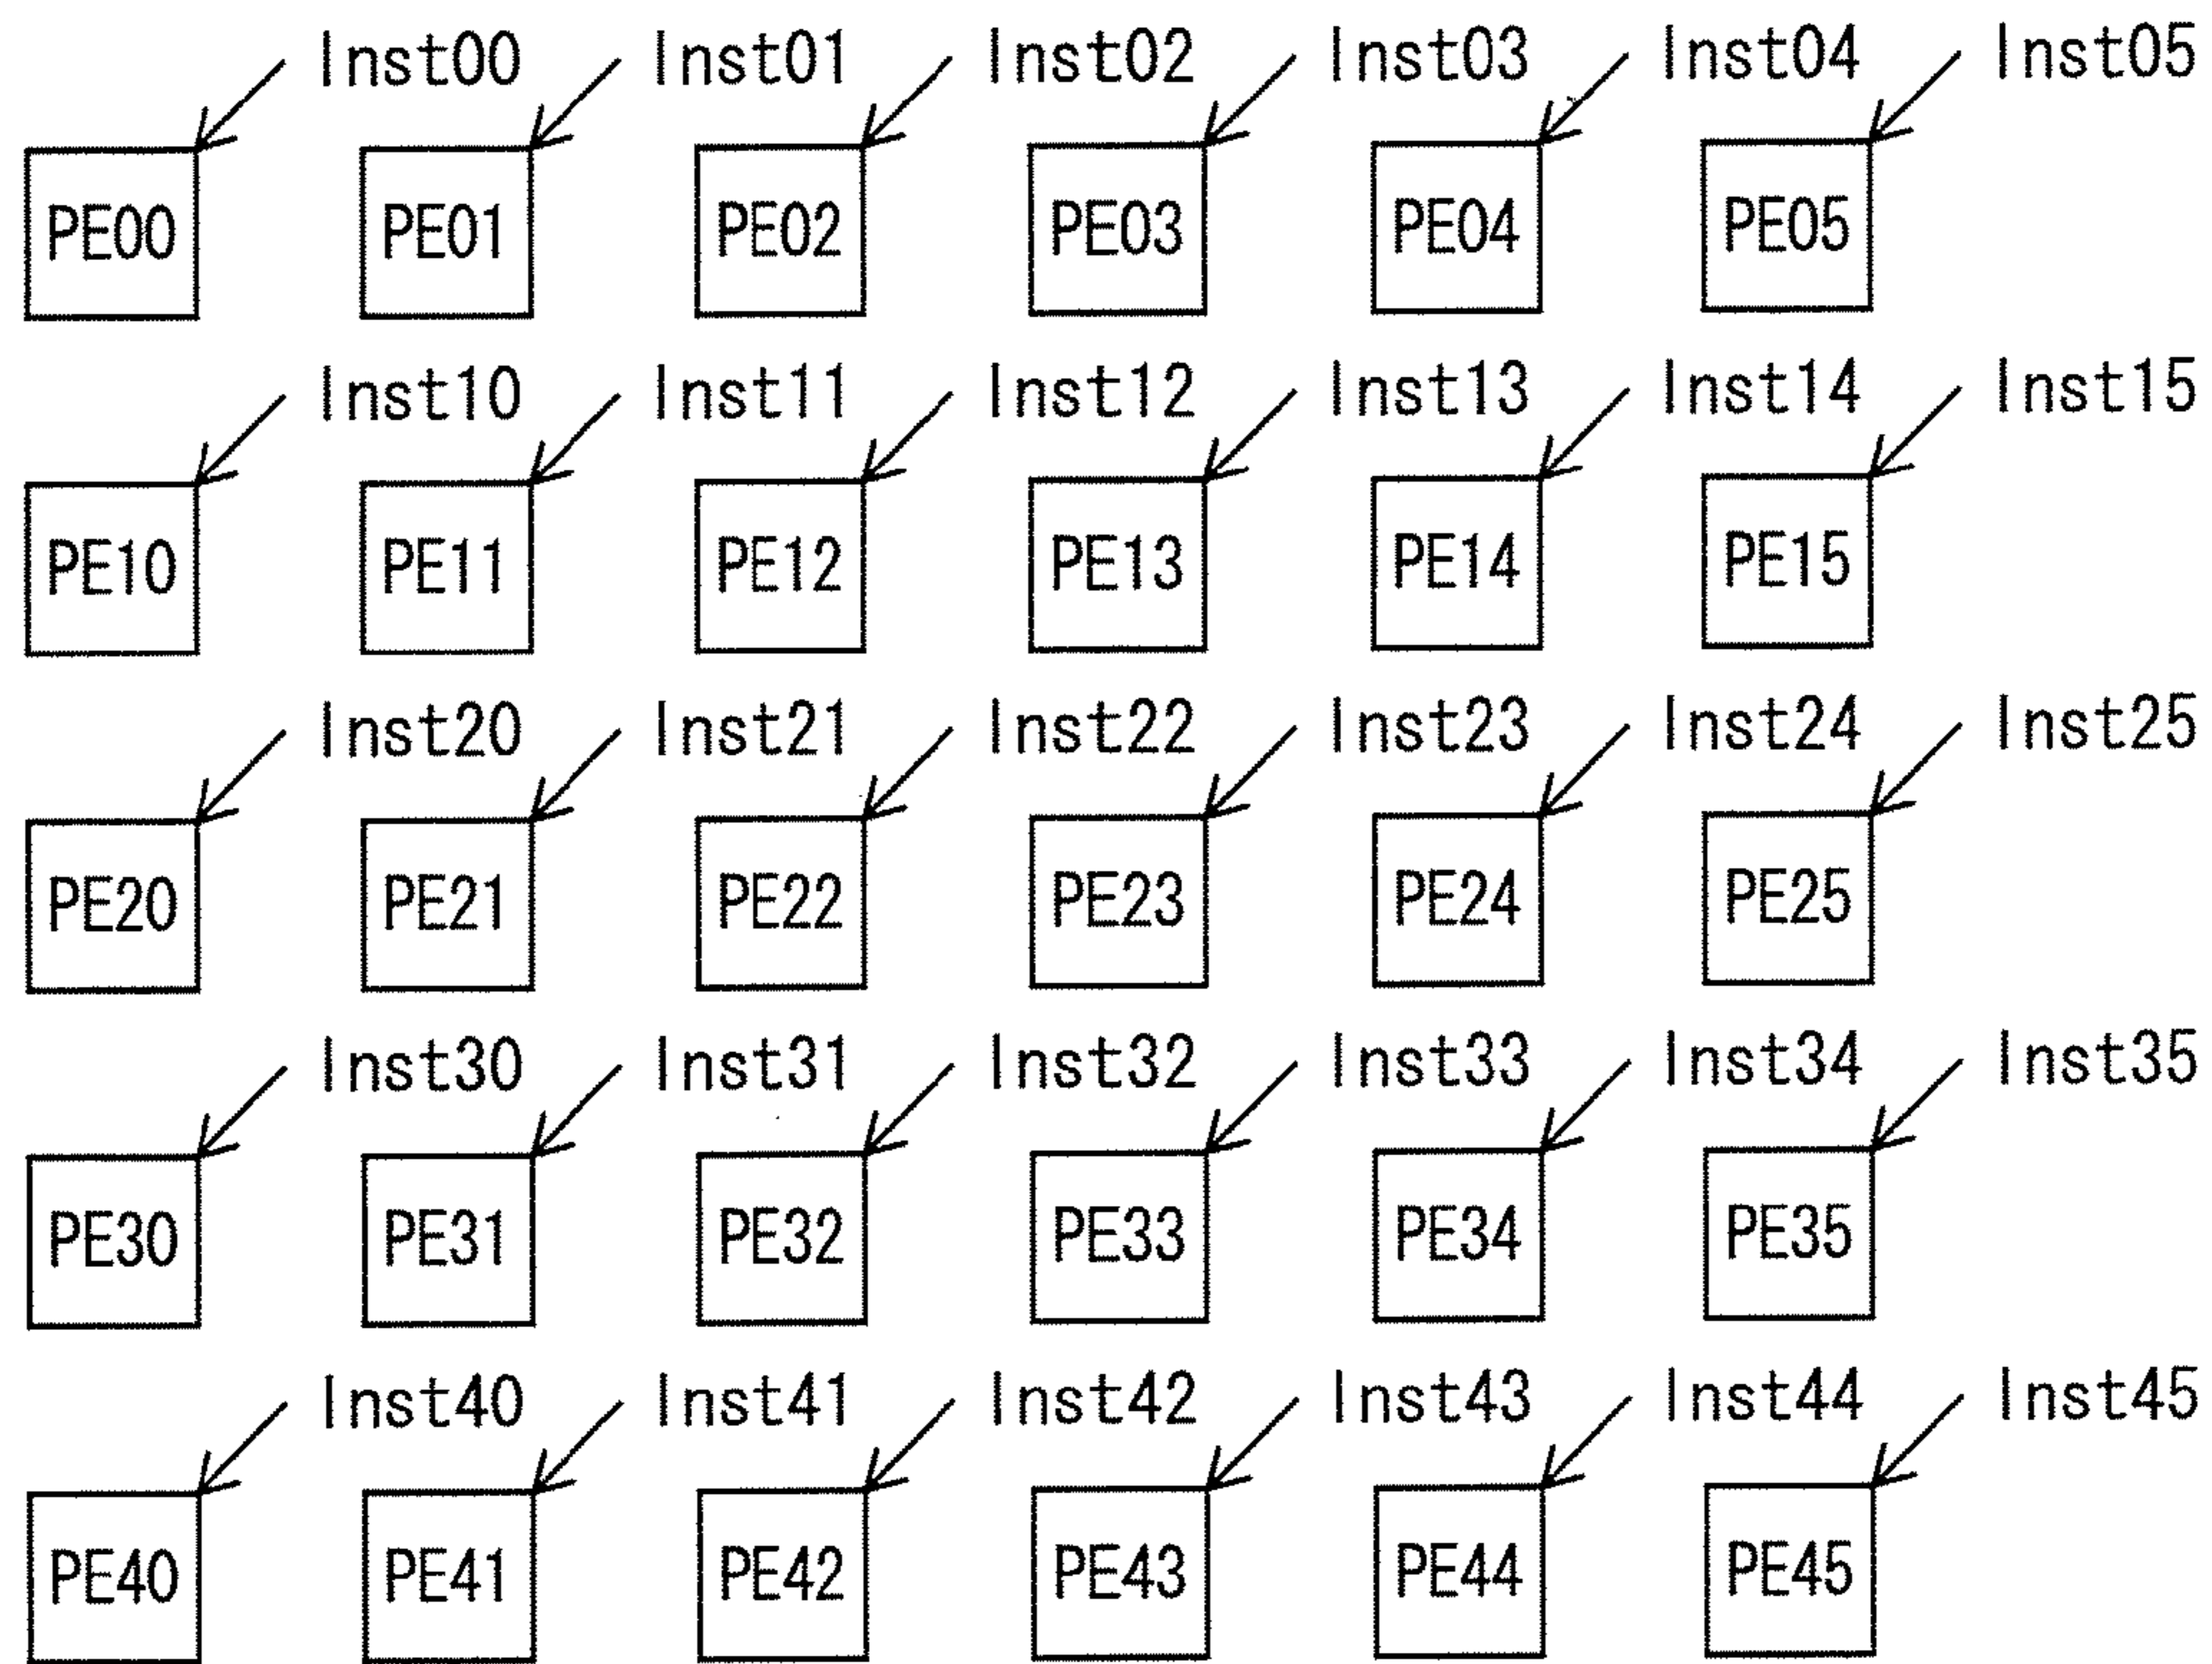 Inst00 Inst01 Inst02 Inst03 Inst04 Inst05
PE00 PE01 PE02 PE03 PE04 PE05
Inst10 Inst11 Inst12 Inst13 Inst14 Inst15
PE10 PE11 PE12 PE13 PE14 PE15
Inst20 Inst21 Inst22 Inst23 Inst24 Inst25
PE20 PE21 PE22 PE23 PE24 PE25
Inst30 Inst31 Inst32 Inst33 Inst34 Inst35
PE30 PE31 PE32 PE33 PE34 PE35
Inst40 Inst41 Inst42 Inst43 Inst44 Inst45
PE40 PE41 PE42 PE43 PE44 PE45